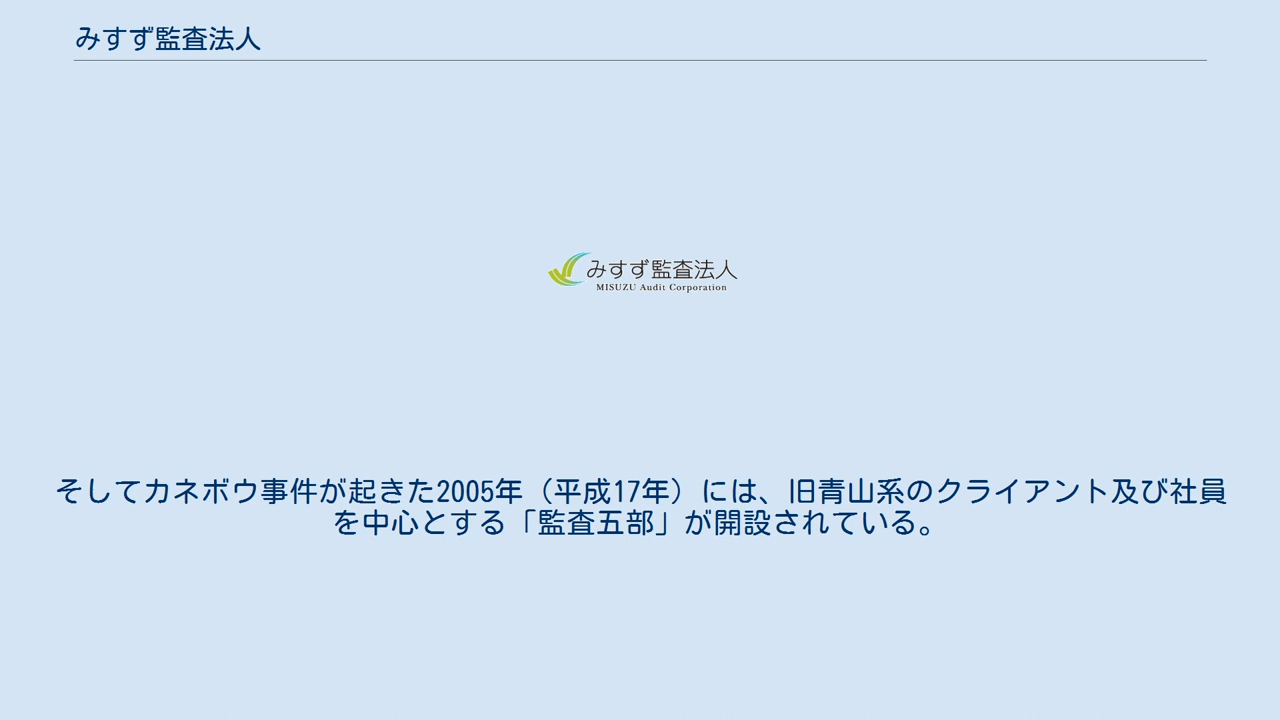 みすず監査法人
みすず監査法人
MISUZU Audit Corporation
そしてカネボウ事件が起きた2005年（平成17年）には、旧青山系のクライアント及び社員
を中心とする「監査五部」が開設されている。